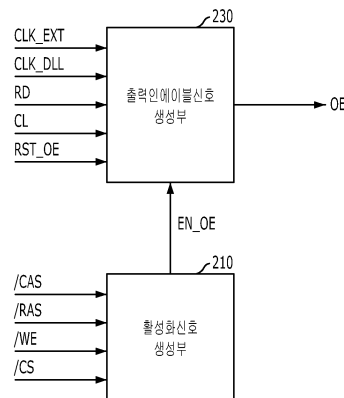 230
CLK_EXT
CLK_DLL
RD
CL
RST_OE
출력인에이블신호
생성부
OE
EN_OE
210
/CAS
/RAS
/WE
/CS
활성화신호
생성부